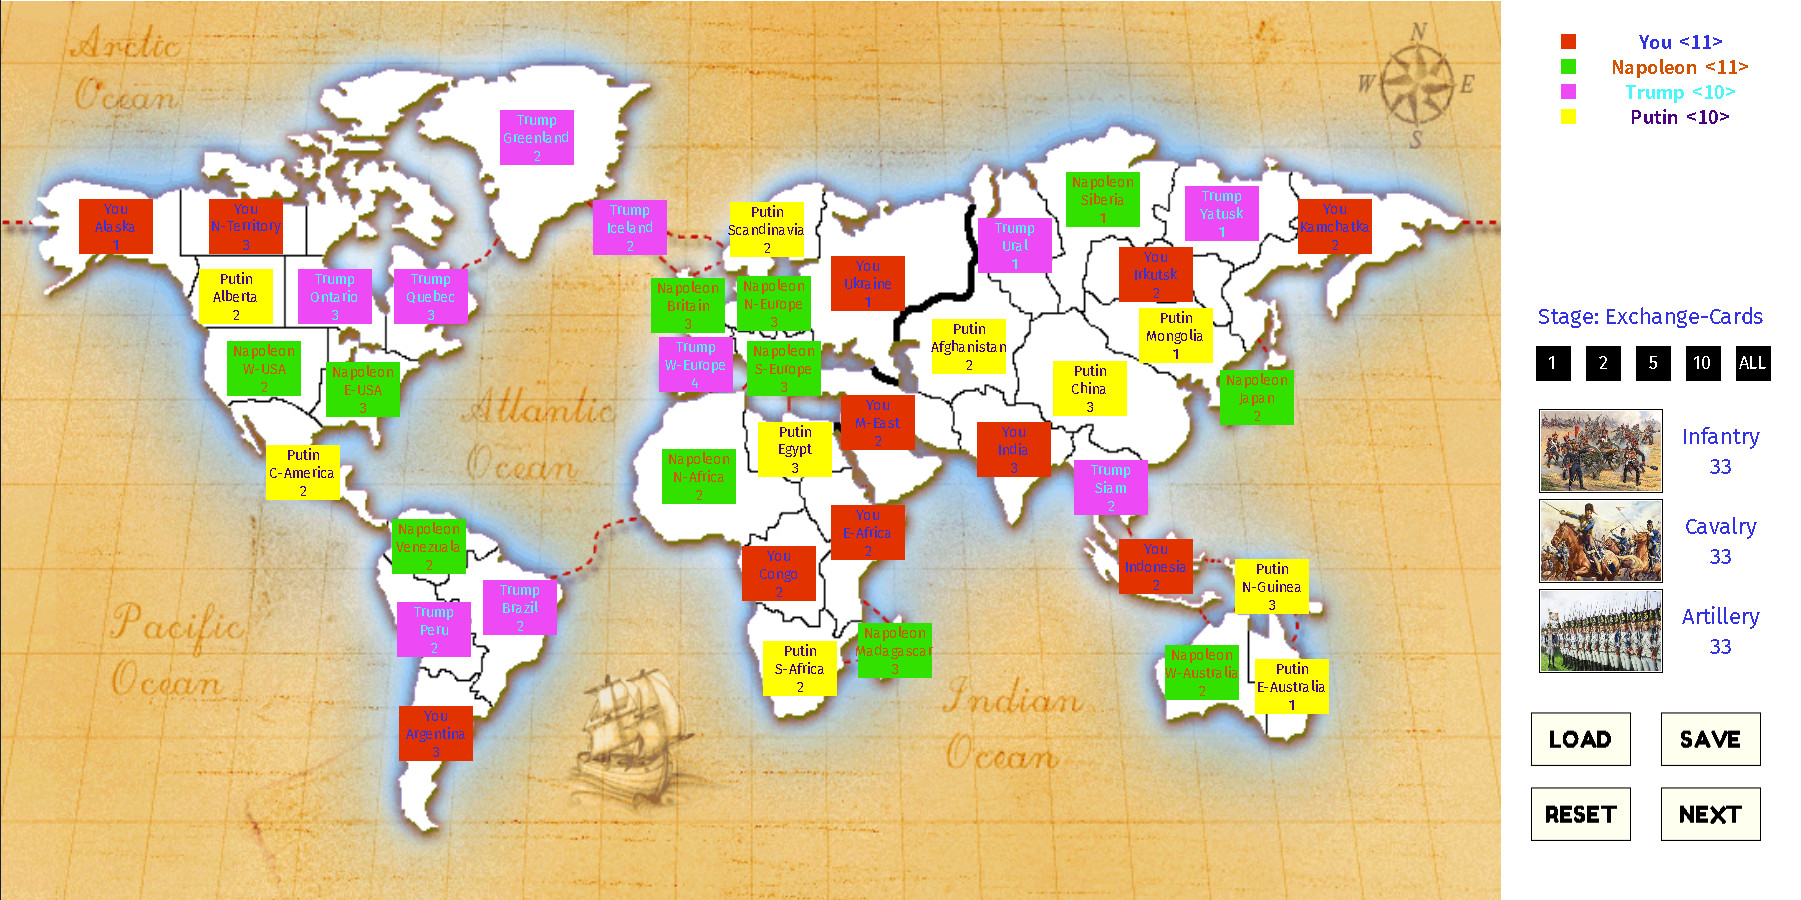 Arctic
Ocean
N
W
E
S
Trump
Greenland
2
You
Alaska
1
You
N-Territory
3
Trump
Iceland
2
Putin
Scandinavia
2
Napoleon
Siberia
1
Trump
Yatusk
1
You
Kamchatka
2
Trump
Ural
1
You
Irkutsk
2
Putin
Alberta
2
Trump
Ontario
3
Trump
Quebec
3
Napoleon
Britain
3
Napoleon
N-Europe
3
You
Ukraine
1
Putin
Afghanistan
2
Putin
Mongolia
1
Napoleon
W-USA
2
Napoleon
E-USA
3
Trump
W-Europe
4
Napoleon
S-Europe
3
Putin
China
3
Napoleon
Japan
2
Atlantic
Ocean
You
M-East
2
Putin
Egypt
3
You
India
3
Putin
C-America
2
Napoleon
N-Africa
2
Trump
Siam
2
Napoleon
Venezuala
2
You
E-Africa
2
You
Congo
2
You
Indonesia
2
Putin
N-Guinea
3
Pacific
Ocean
Trump
Peru
2
Trump
Brazil
2
Putin
S-Africa
2
Napoleon
Madagascar
3
Napoleon
W-Australia
2
Putin
E-Australia
1
Indian
Ocean
You
Argentina
3
You <11>
Napoleon <11>
Trump <10>
Putin <10>
Stage: Exchange-Cards
1 2 5 10 ALL
Infantry
33
Cavalry
33
Artillery
33
LOAD SAVE
RESET NEXT